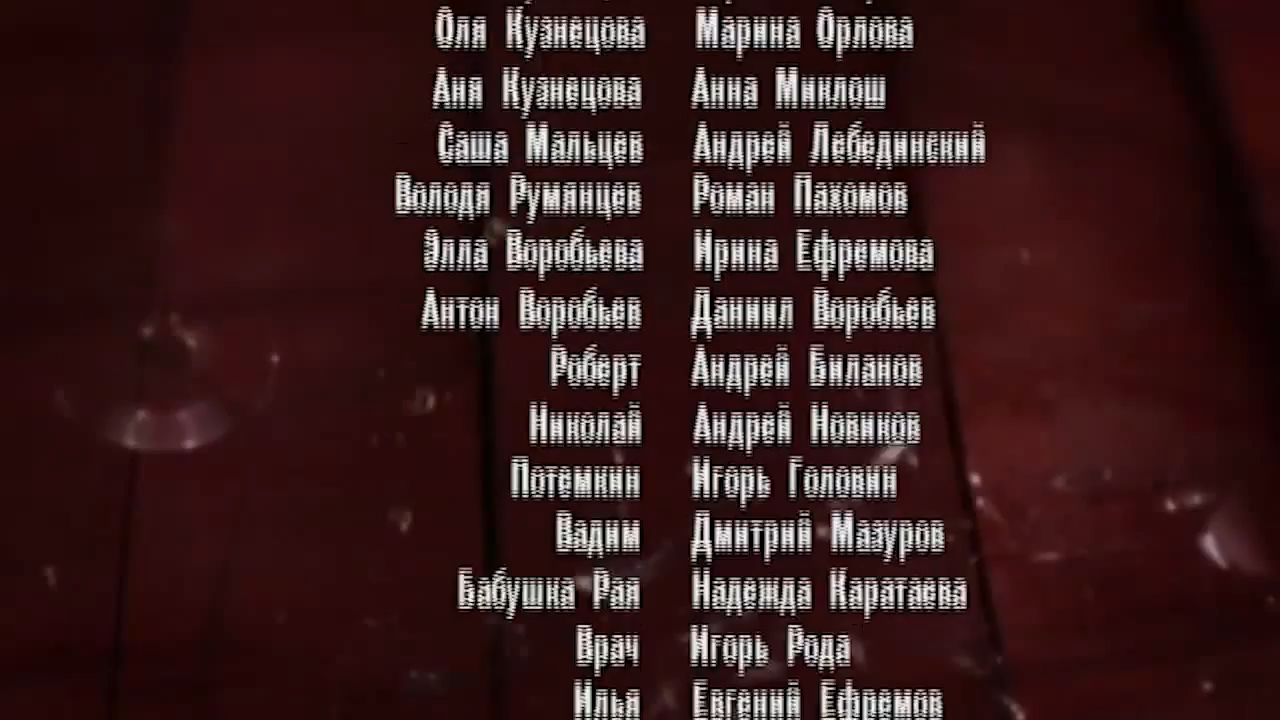 Оля Кузнецова Марина Орлова
Аня Кузнецова Анна Миклош
Саша Мальцев Андрей Лебединский
Володя Румянцев Роман Пахомов
Элла Воробьева Ирина Ефремова
Антон Воробьев Даниил Воробьев
Роберт Андрей Биланов
Николай Андрей Новиков
Потемкин Игорь Головин
Вадим Дмитрий Мазуров
Бабушка Рая Надежда Каратаева
Врач Игорь Рода
Илья Евгений Ефремов